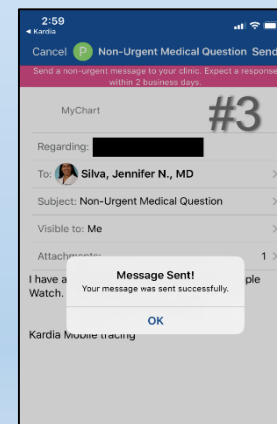 2:59
◄ Kardia
Cancel P Non-Urgent Medical Question Send
Send a non-urgent message to your clinic. Expect a response
within 2 business days.
MyChart
#3
Regarding:
To: Silva, Jennifer N., MD
Subject: Non-Urgent Medical Question
Visible to: Me
Attachments: 1
I have a ple
Watch.
Message Sent!
Your message was sent successfully.
OK
Kardia Mobile tracing